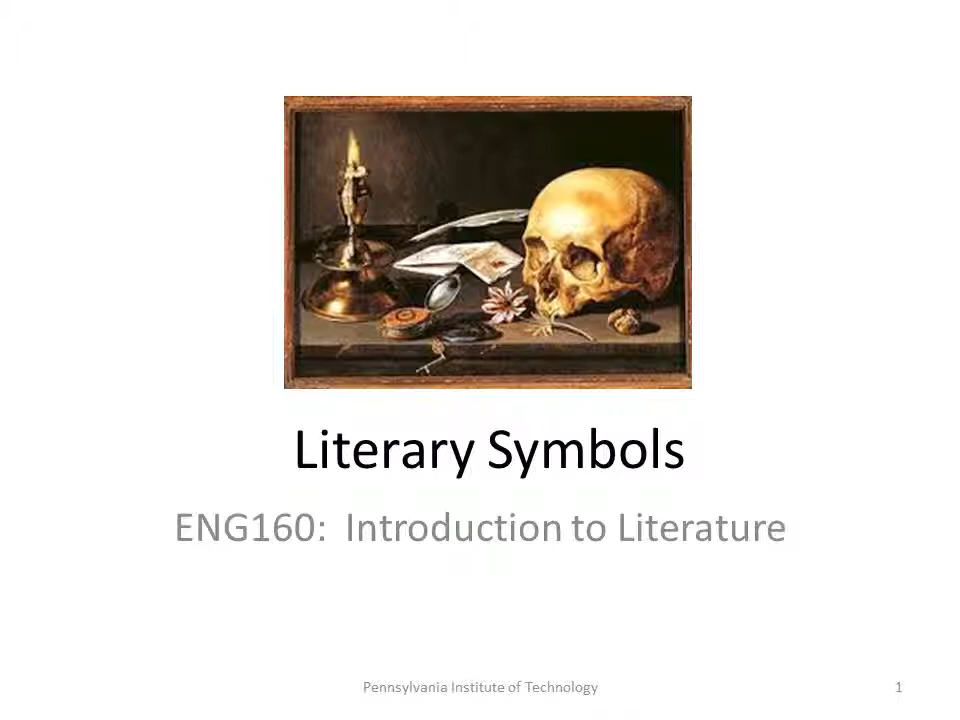 Literary Symbols
ENG160:  Introduction to Literature
Pennsylvania Institute of Technology
1